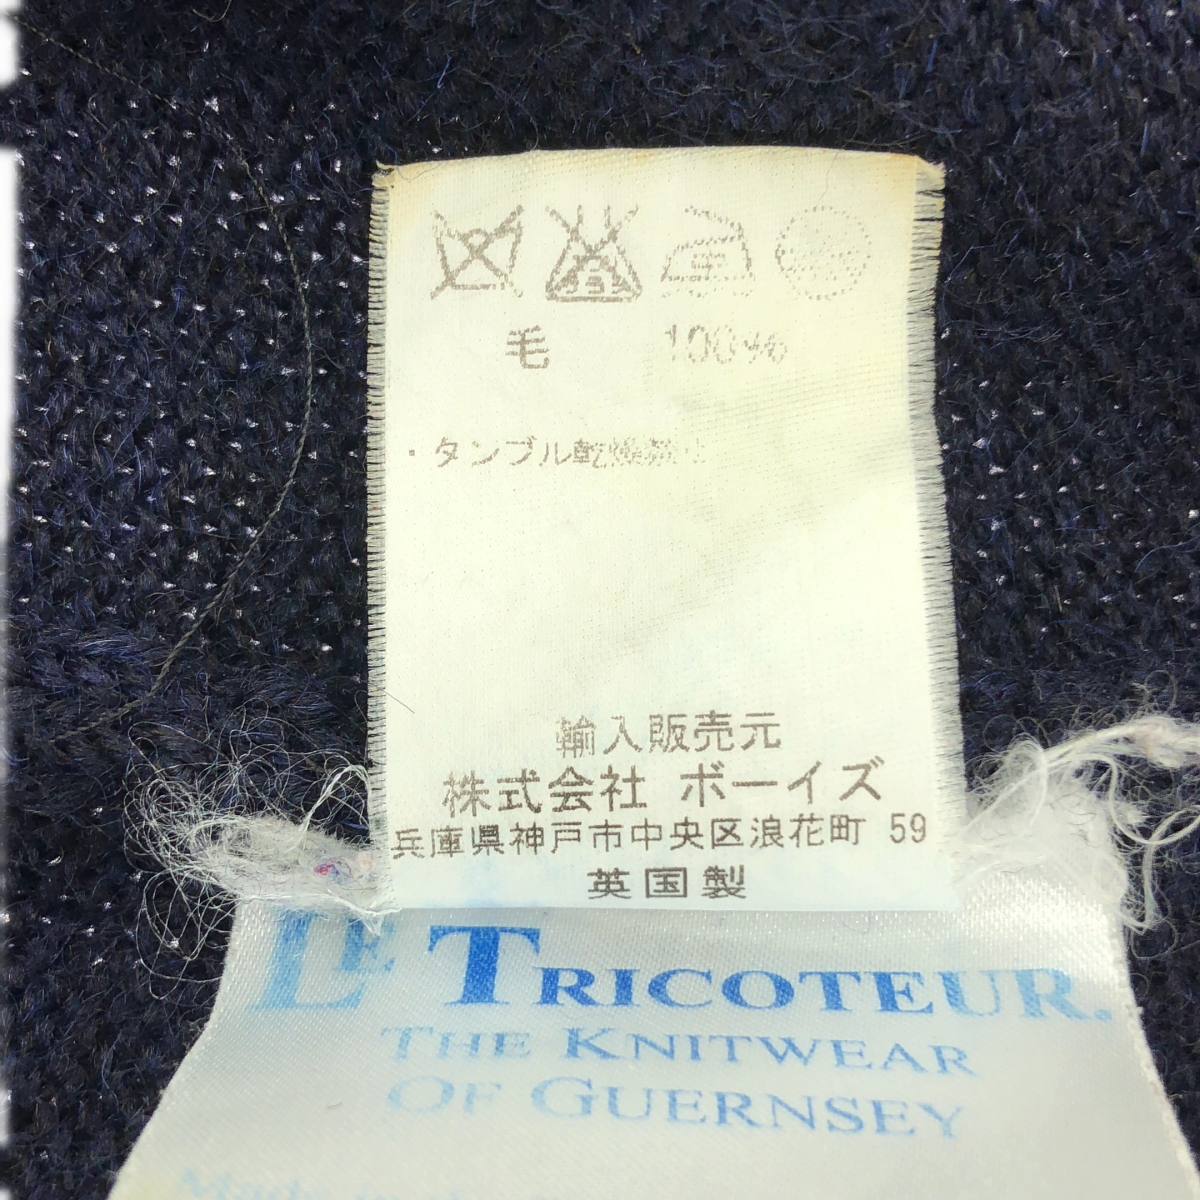 毛 100%
・タンブル乾燥禁止
輸入販売元
株式会社 ボーイズ
兵庫県神戸市中央区浪花町 59
英国製
LE TRICOTEUR.
THE KNITWEAR
OF GUERNSEY
Made in